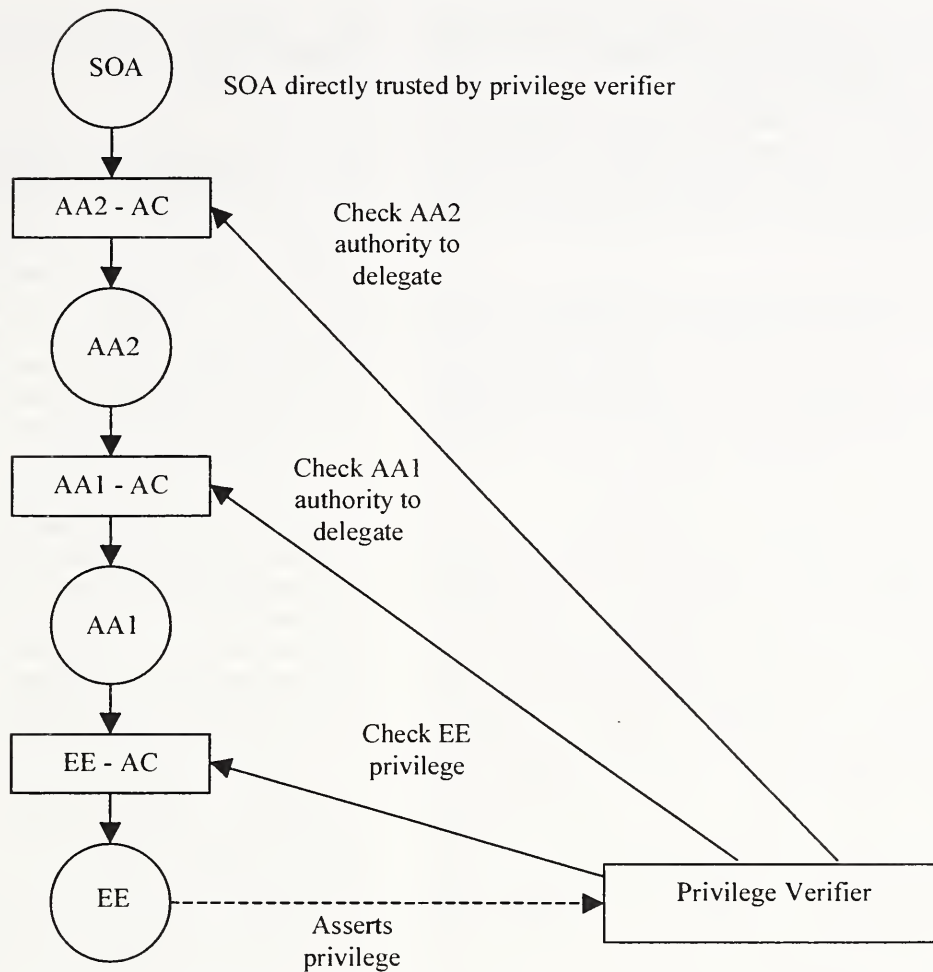 SOA
SOA directly trusted by privilege verifier
AA2 - AC
Check AA2
authority to
delegate
AA2
AA1 - AC
Check AA1
authority to
delegate
AA1
Check EE
privilege
EE - AC
EE
Asserts
privilege
Privilege Verifier